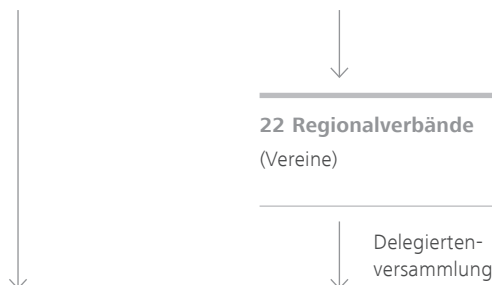 22 Regionalverbände
(Vereine)
Delegierten-
versammlung